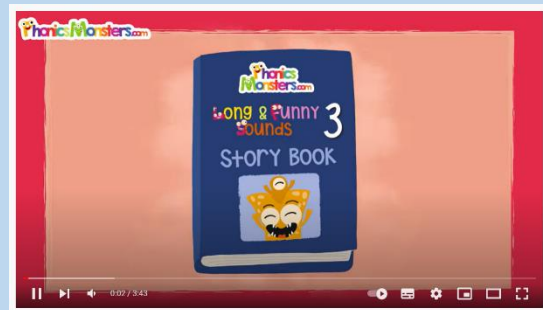 PhonicsMonsters.com
Phonics
Monsters.com
Long & Funny
Sounds 3
Story Book
0:02 / 3:43